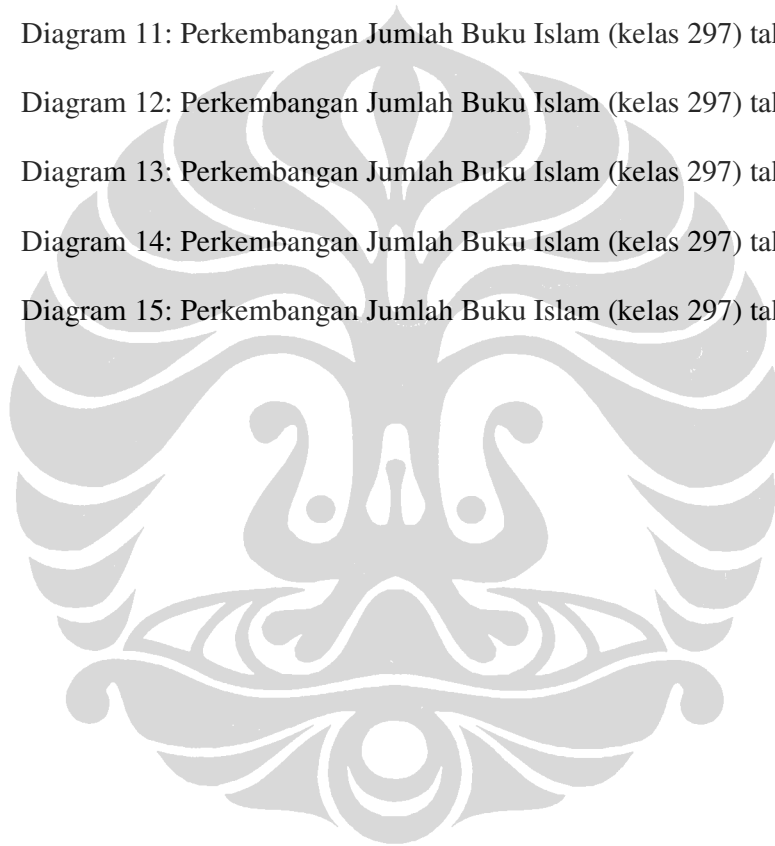 Diagram 11: Perkembangan Jumlah Buku Islam (kelas 297)
Diagram 12: Perkembangan Jumlah Buku Islam (kelas 297)
Diagram 13: Perkembangan Jumlah Buku Islam (kelas 297)
Diagram 14: Perkembangan Jumlah Buku Islam (kelas 297)
Diagram 15: Perkembangan Jumlah Buku Islam (kelas 297)